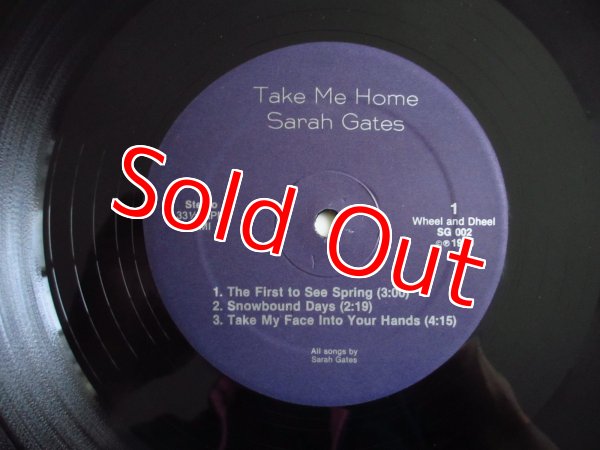 Take Me Home
Sarah Gates
Sold Out
1
Wheel and Dheel
SG 002
1. The First to See Spring (3:00)
2. Snowbound Days (2:19)
3. Take My Face Into Your Hands (4:15)
All songs by
Sarah Gates